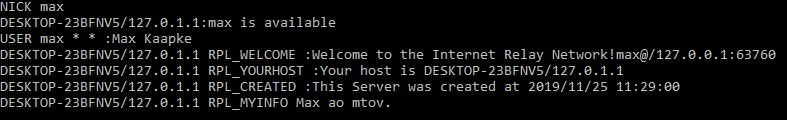 NICK max
DESKTOP-23BFNV5/127.0.1.1:max is available
USER max * * :Max Kaapke
DESKTOP-23BFNV5/127.0.1.1 RPL_WELCOME :Welcome to the Internet Relay Network!max@/127.0.0.1:63760
DESKTOP-23BFNV5/127.0.1.1 RPL_YOURHOST :Your host is DESKTOP-23BFNV5/127.0.1.1
DESKTOP-23BFNV5/127.0.1.1 RPL_CREATED :This Server was created at 2019/11/25 11:29:00
DESKTOP-23BFNV5/127.0.1.1 RPL_MYINFO Max ao mtov.